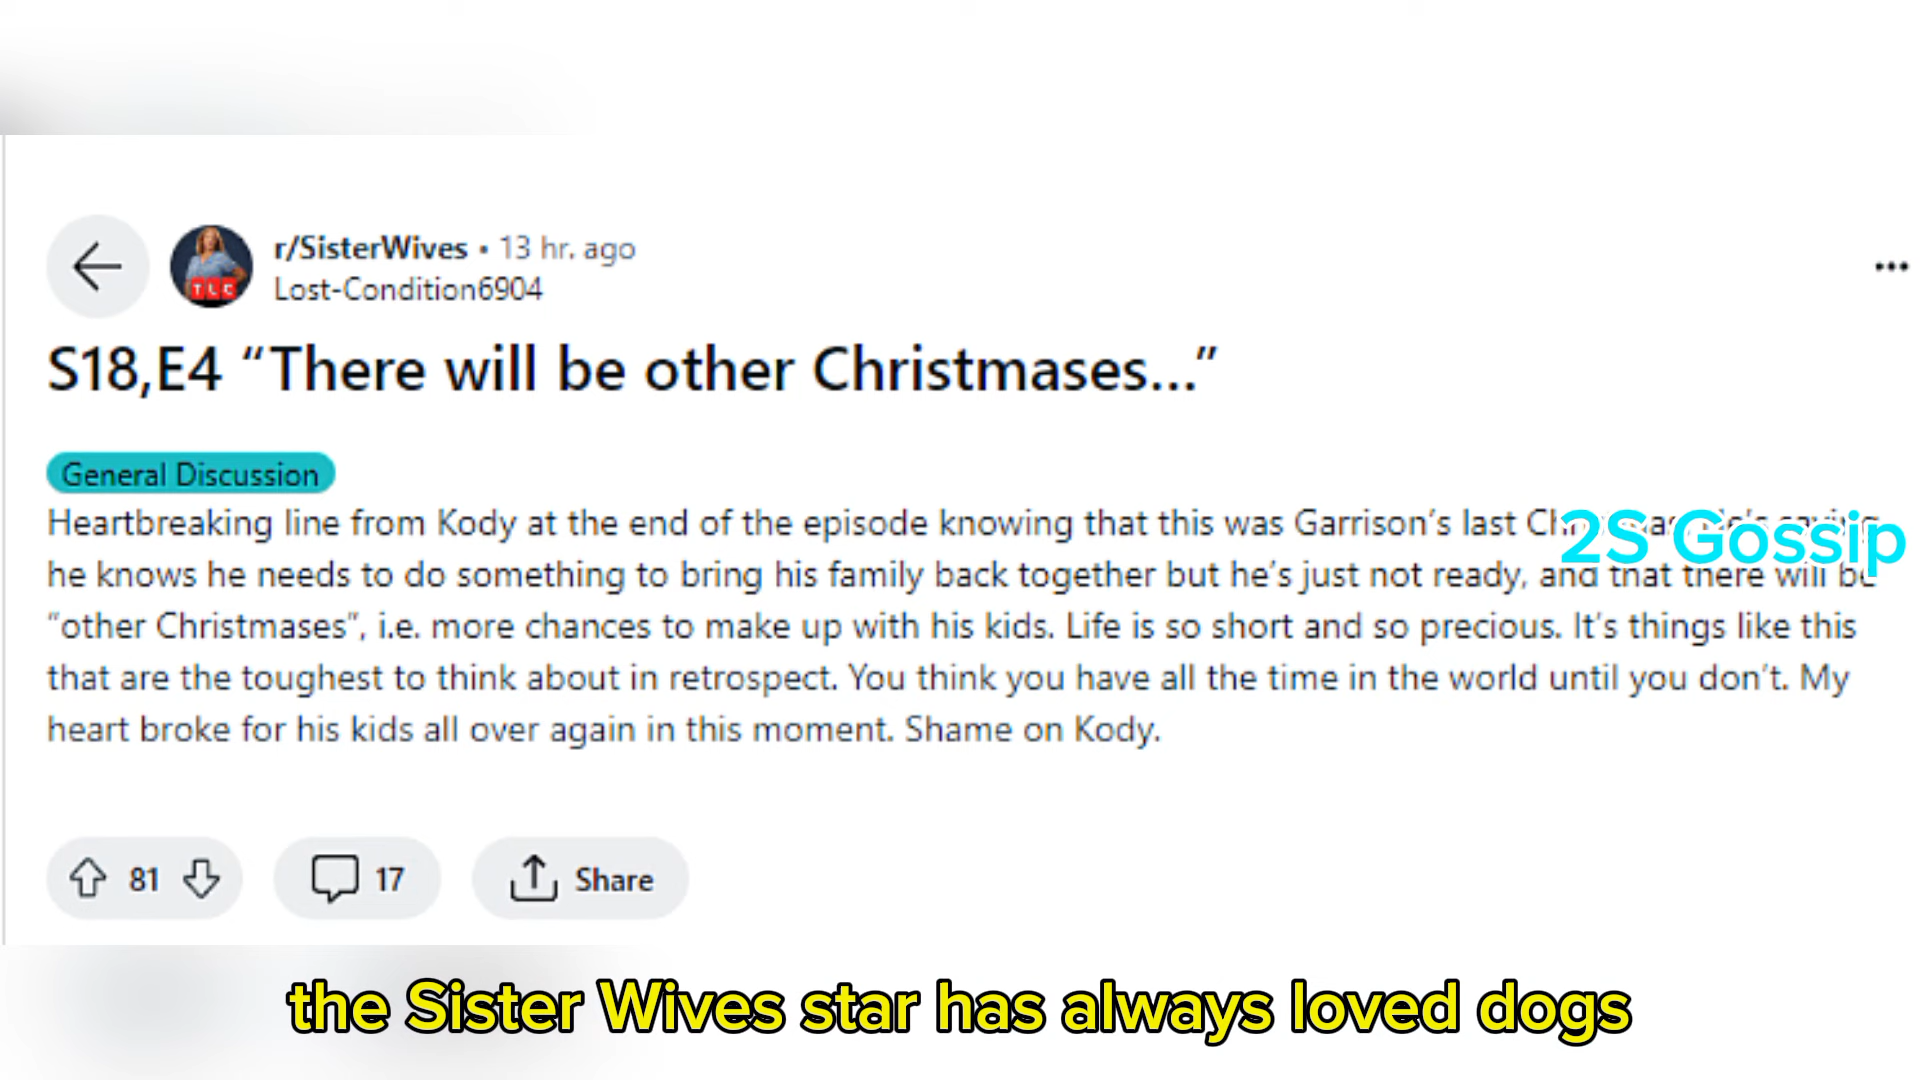 r/SisterWives • 13 hr. ago
TLC
Lost-Condition6904
S18,E4 “There will be other Christmases...”
General Discussion
Heartbreaking line from Kody at the end of the episode knowing that this was Garrison’s last
he knows he needs to do something to bring his family back together but he’s just not ready, and that there will be
“other Christmases”, i.e. more chances to make up with his kids. Life is so short and so precious. It’s things like this
that are the toughest to think about in retrospect. You think you have all the time in the world until you don’t. My
heart broke for his kids all over again in this moment. Shame on Kody.
2S Gossip
81
17
Share
the Sister Wives star has always loved dogs